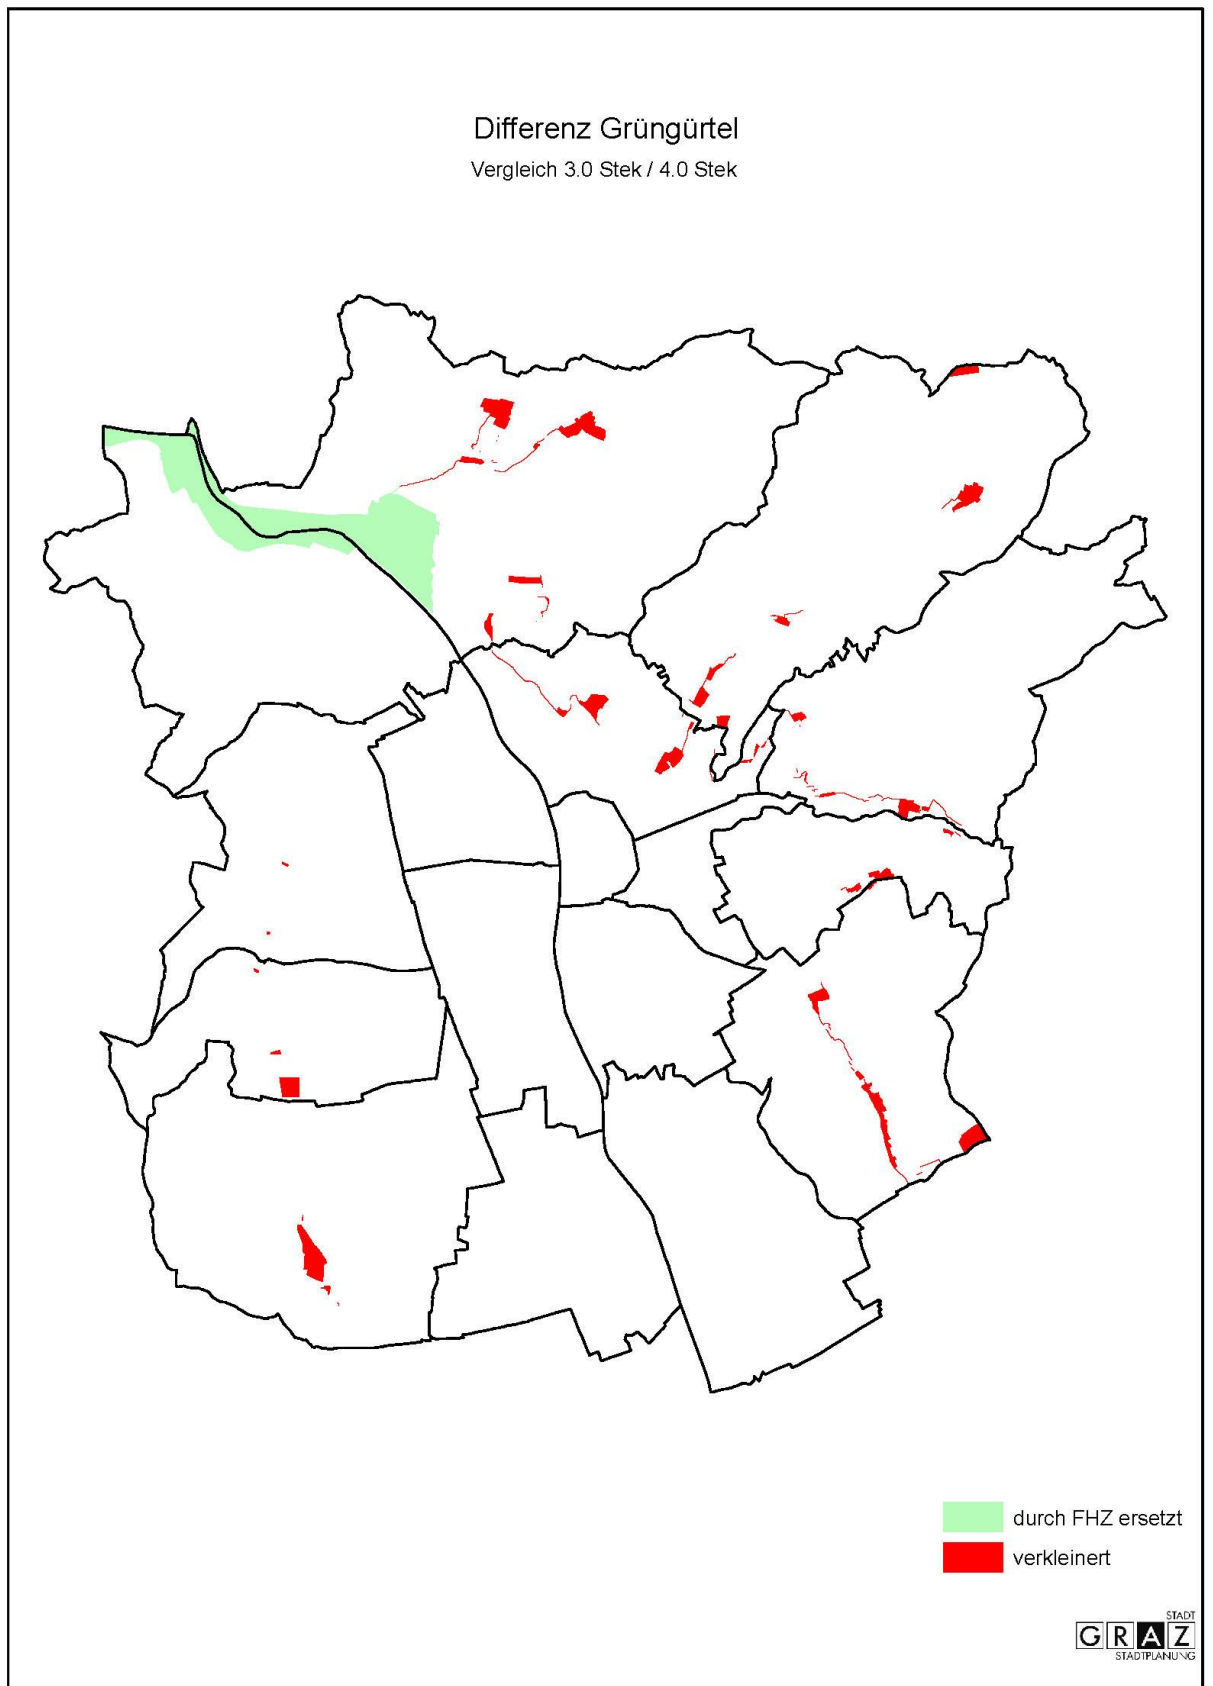 Differenz Grüngürtel
Vergleich 3.0 Stek / 4.0 Stek
durch FHZ ersetzt
verkleinert
STADT
GRAZ
STADTPLANUNG